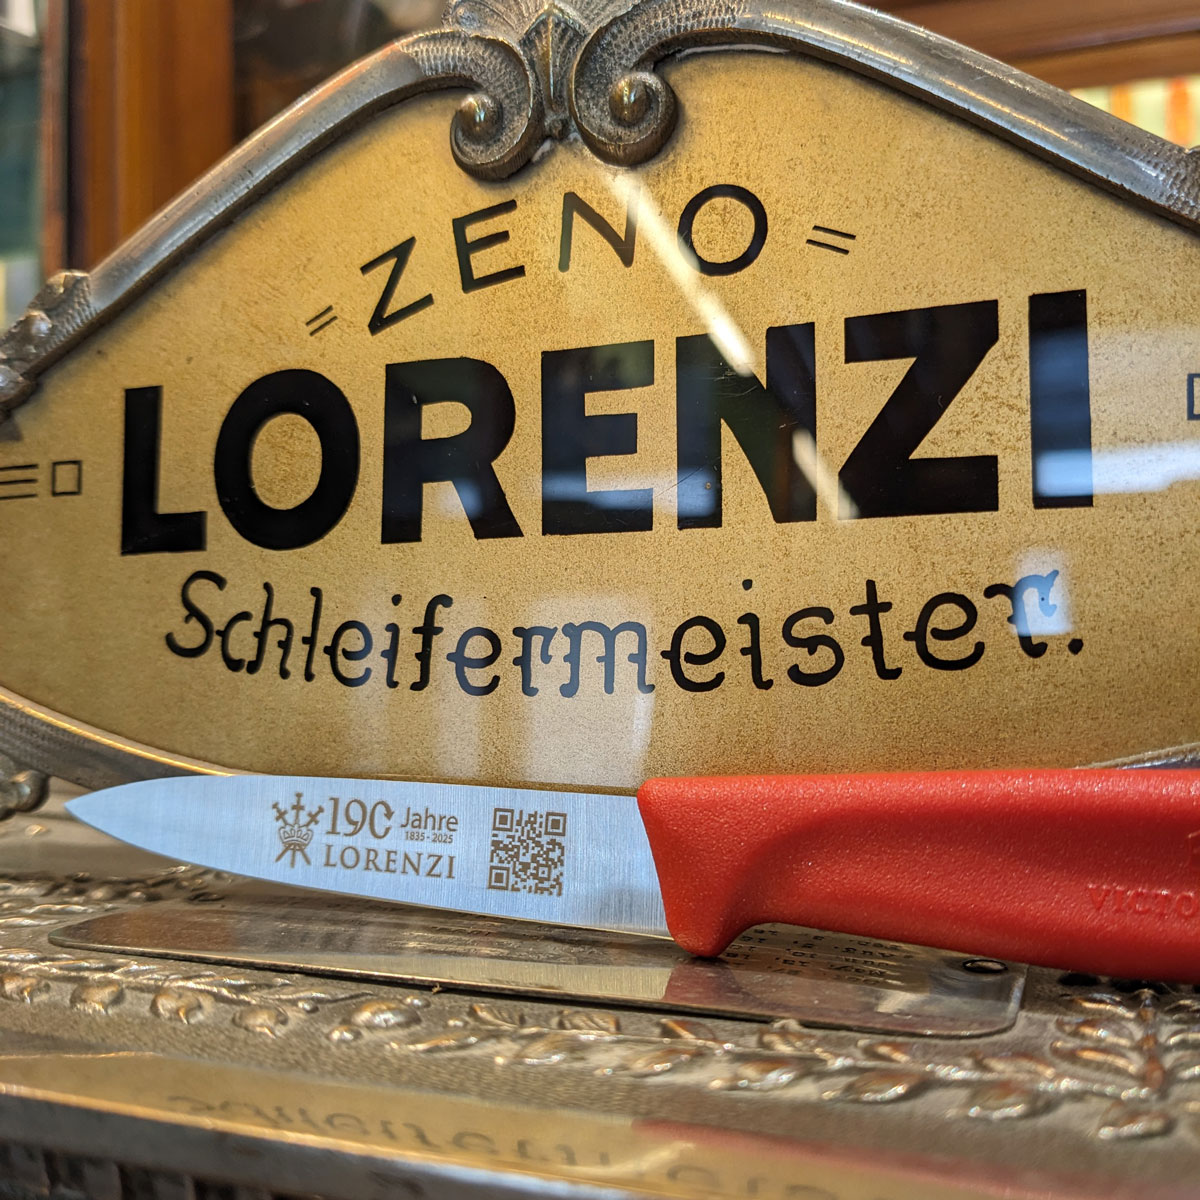 = ZENO =
LORENZI
Schleifermeister.
190 Jahre
1835 - 2025
LORENZI